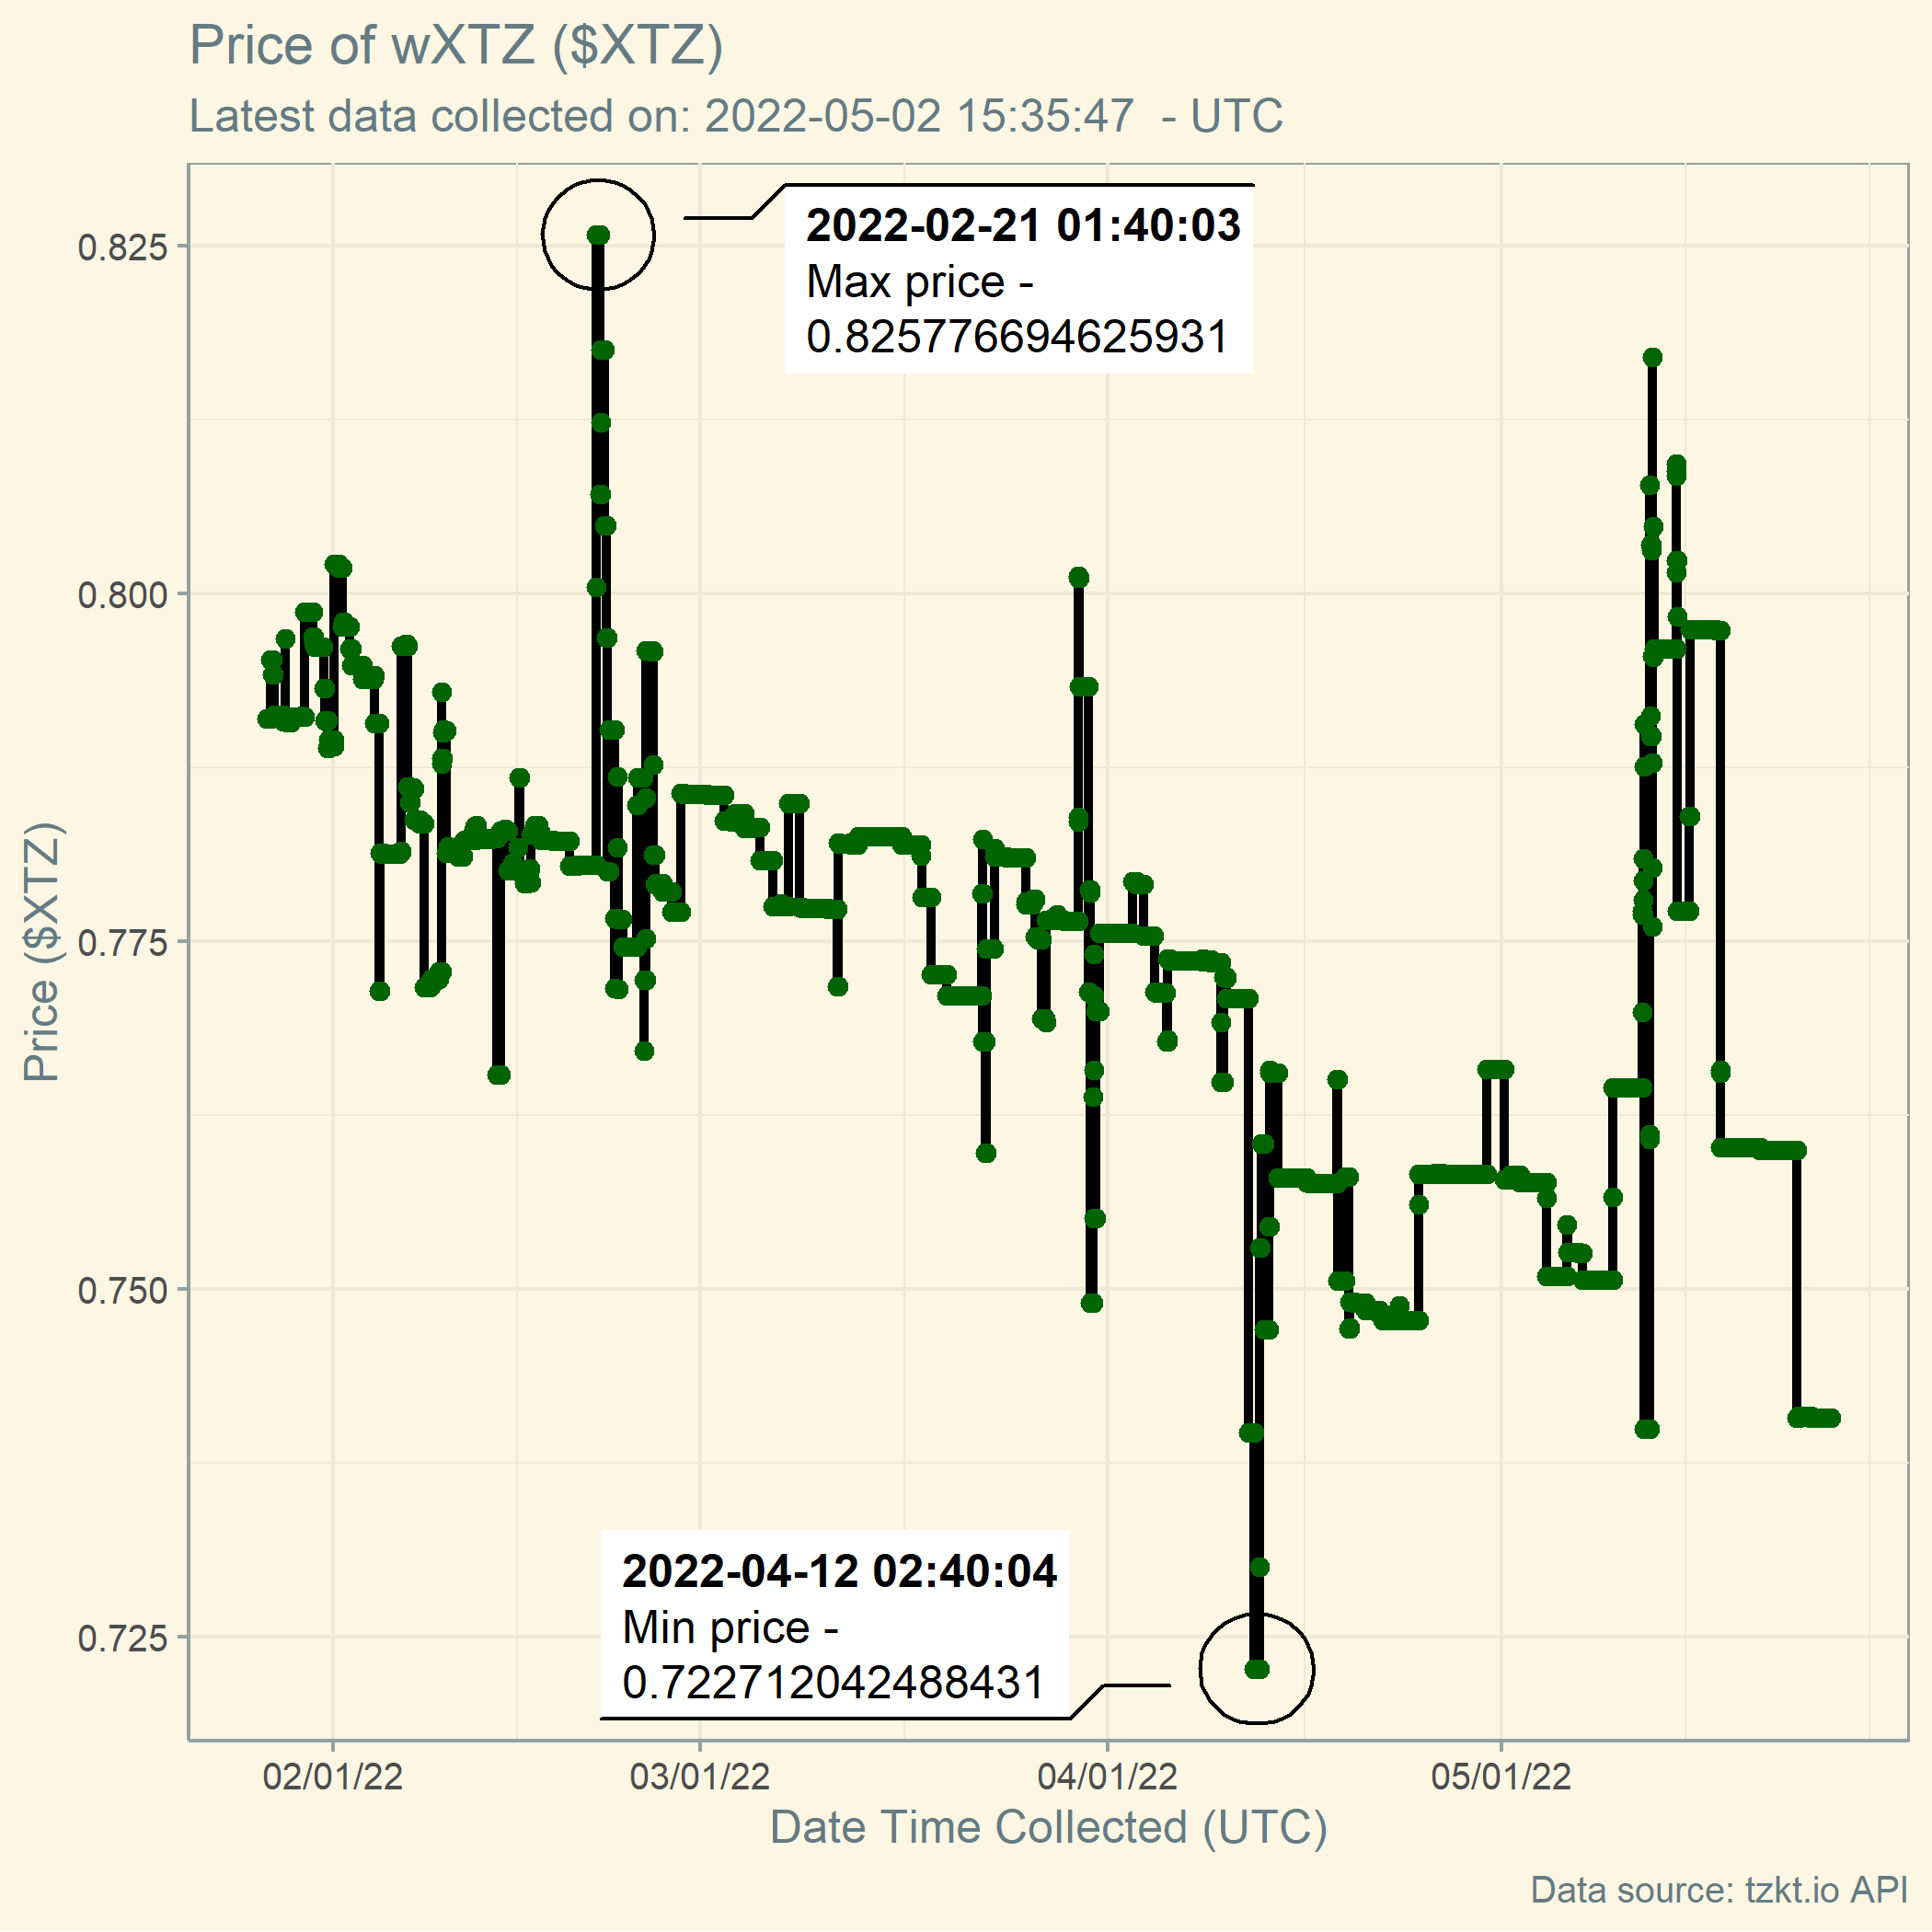 Price of wXTZ ($XTZ)
Latest data collected on: 2022-05-02 15:35:47  - UTC
2022-02-21 01:40:03
Max price -
0.825776694625931
0.825
0.800
0.775
0.750
0.725
Price ($XTZ)
2022-04-12 02:40:04
Min price -
0.722712042488431
02/01/22
03/01/22
04/01/22
05/01/22
Date Time Collected (UTC)
Data source: tzkt.io API